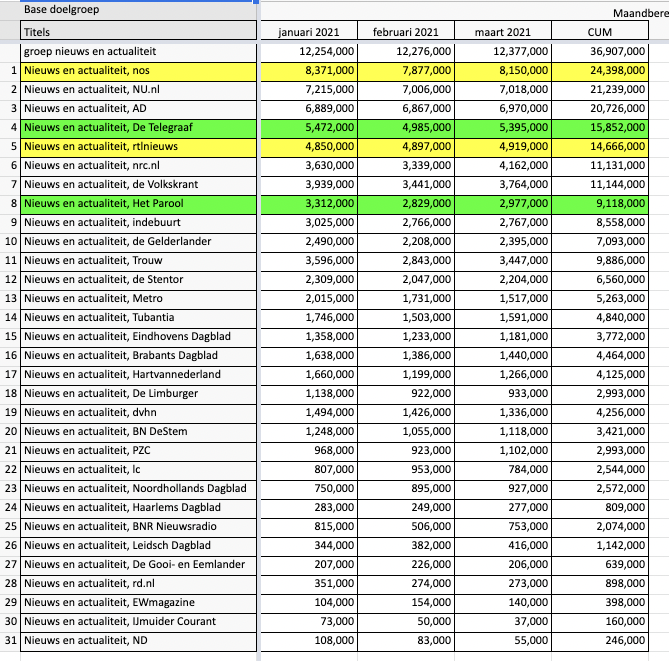 Base doelgroep Maandbere
Titels januari 2021 februari 2021 maart 2021 CUM
groep nieuws en actualiteit 12,254,000 12,276,000 12,377,000 36,907,000
1 Nieuws en actualiteit, nos 8,371,000 7,877,000 8,150,000 24,398,000
2 Nieuws en actualiteit, NU.nl 7,215,000 7,006,000 7,018,000 21,239,000
3 Nieuws en actualiteit, AD 6,889,000 6,867,000 6,970,000 20,726,000
4 Nieuws en actualiteit, De Telegraaf 5,472,000 4,985,000 5,395,000 15,852,000
5 Nieuws en actualiteit, rtlnieuws 4,850,000 4,897,000 4,919,000 14,666,000
6 Nieuws en actualiteit, nrc.nl 3,630,000 3,339,000 4,162,000 11,131,000
7 Nieuws en actualiteit, de Volkskrant 3,939,000 3,441,000 3,764,000 11,144,000
8 Nieuws en actualiteit, Het Parool 3,312,000 2,829,000 2,977,000 9,118,000
9 Nieuws en actualiteit, indebuurt 3,025,000 2,766,000 2,767,000 8,558,000
10 Nieuws en actualiteit, de Gelderlander 2,490,000 2,208,000 2,395,000 7,093,000
11 Nieuws en actualiteit, Trouw 3,596,000 2,843,000 3,447,000 9,886,000
12 Nieuws en actualiteit, de Stentor 2,309,000 2,047,000 2,204,000 6,560,000
13 Nieuws en actualiteit, Metro 2,015,000 1,731,000 1,517,000 5,263,000
14 Nieuws en actualiteit, Tubantia 1,746,000 1,503,000 1,591,000 4,840,000
15 Nieuws en actualiteit, Eindhovens Dagblad 1,358,000 1,233,000 1,181,000 3,772,000
16 Nieuws en actualiteit, Brabants Dagblad 1,638,000 1,386,000 1,440,000 4,464,000
17 Nieuws en actualiteit, Hartvannederland 1,660,000 1,199,000 1,266,000 4,125,000
18 Nieuws en actualiteit, De Limburger 1,138,000 922,000 933,000 2,993,000
19 Nieuws en actualiteit, dvhn 1,494,000 1,426,000 1,336,000 4,256,000
20 Nieuws en actualiteit, BN DeStem 1,248,000 1,055,000 1,118,000 3,421,000
21 Nieuws en actualiteit, PZC 968,000 923,000 1,102,000 2,993,000
22 Nieuws en actualiteit, lc 807,000 953,000 784,000 2,544,000
23 Nieuws en actualiteit, Noordhollands Dagblad 750,000 895,000 927,000 2,572,000
24 Nieuws en actualiteit, Haarlems Dagblad 283,000 249,000 277,000 809,000
25 Nieuws en actualiteit, BNR Nieuwsradio 815,000 506,000 753,000 2,074,000
26 Nieuws en actualiteit, Leidsch Dagblad 344,000 382,000 416,000 1,142,000
27 Nieuws en actualiteit, De Gooi- en Eemlander 207,000 226,000 206,000 639,000
28 Nieuws en actualiteit, rd.nl 351,000 274,000 273,000 898,000
29 Nieuws en actualiteit, EWmagazine 104,000 154,000 140,000 398,000
30 Nieuws en actualiteit, IJmuider Courant 73,000 50,000 37,000 160,000
31 Nieuws en actualiteit, ND 108,000 83,000 55,000 246,000